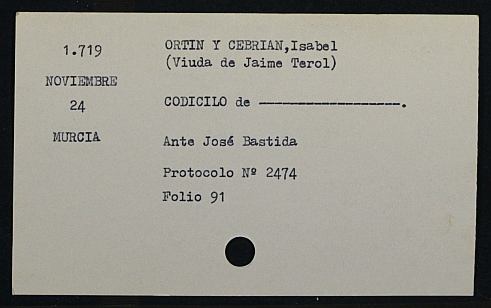 1.719
NOVIEMBRE
24
MURCIA
ORTIN Y CEBRIAN,Isabel
(Viuda de Jaime Terol)
CODICILO de ------------------.
Ante José Bastida
Protocolo Nº 2474
Folio 91